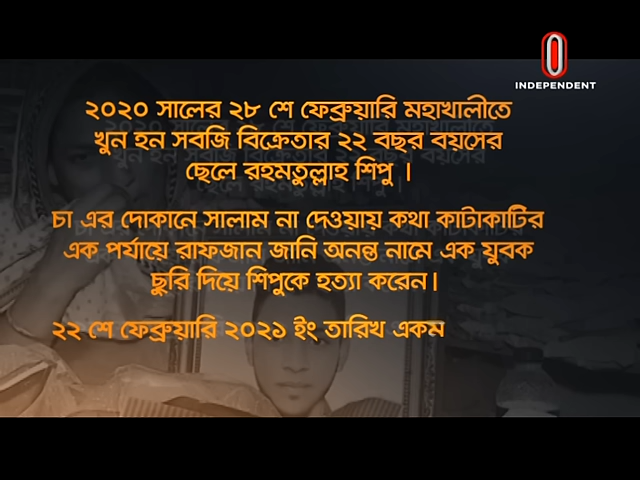 INDEPENDENT
২০২০ সালের ২৮ শে ফেব্রুয়ারি মহাখালীতে
খুন হন সবজি বিক্রেতার ২২ বছর বয়সের
ছেলে রহমতুল্লাহ শিপু ।
চা এর দোকানে সালাম না দেওয়ায় কথা কাটাকাটির
এক পর্যায়ে রাফজান জানি অনন্ত নামে এক যুবক
ছুরি দিয়ে শিপুকে হত্যা করেন।
২২ শে ফেব্রুয়ারি ২০২১ ইং তারিখ একম